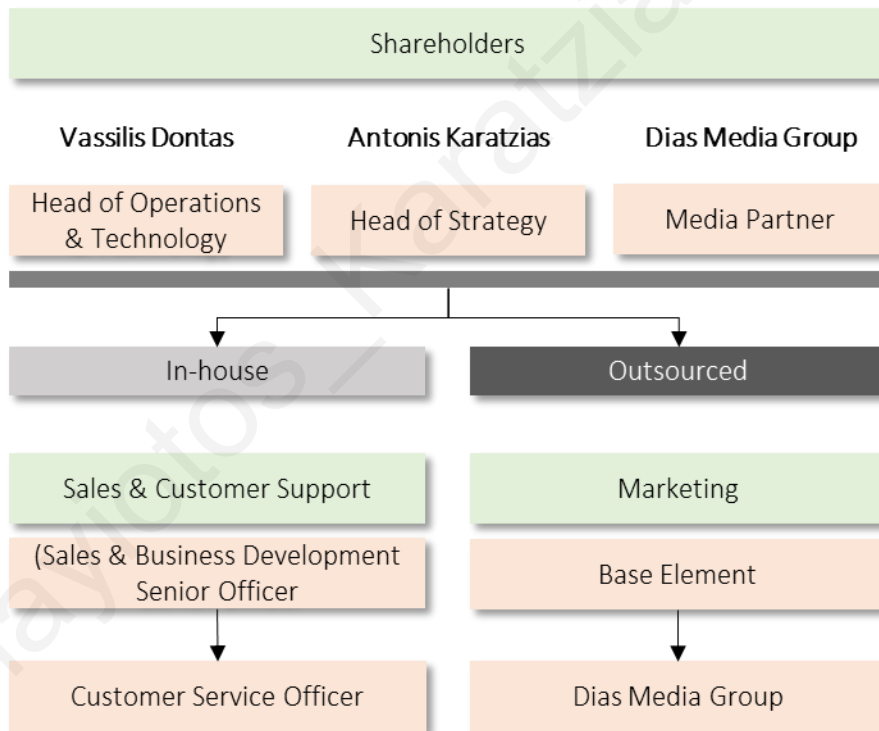 Shareholders
Vassilis Dontas
Antonis Karatzias
Dias Media Group
Head of Operations
& Technology
Head of Strategy
Media Partner
In-house
Outsourced
Sales & Customer Support
Marketing
(Sales & Business Development
Senior Officer
Base Element
Customer Service Officer
Dias Media Group